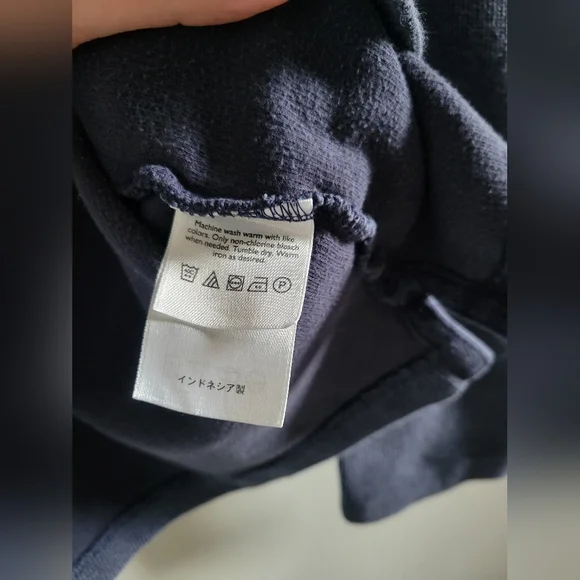 Machine wash warm with like
colors. Only non-chlorine bleach
when needed. Tumble dry. Warm
iron as desired.
P
インドネシア製